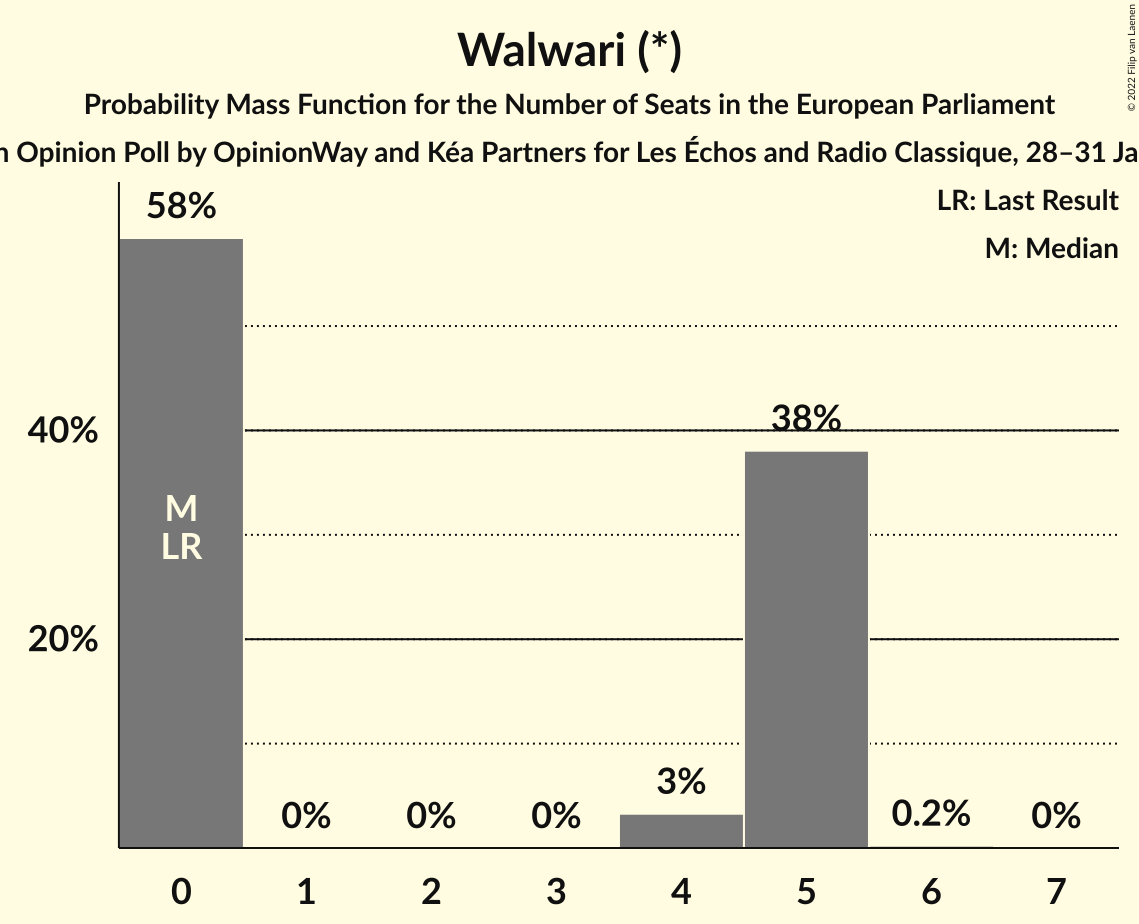 Walwari (*)
Probability Mass Function for the Number of Seats in the European Parliament
Opinion Poll by OpinionWay and Kéa Partners for Les Échos and Radio Classique, 28–31
© 2022 Filip van Laenen
LR: Last Result
M: Median
58%
40%
20%
M
LR
0%
0%
0%
3%
38%
0.2%
0%
0
1
2
3
4
5
6
7